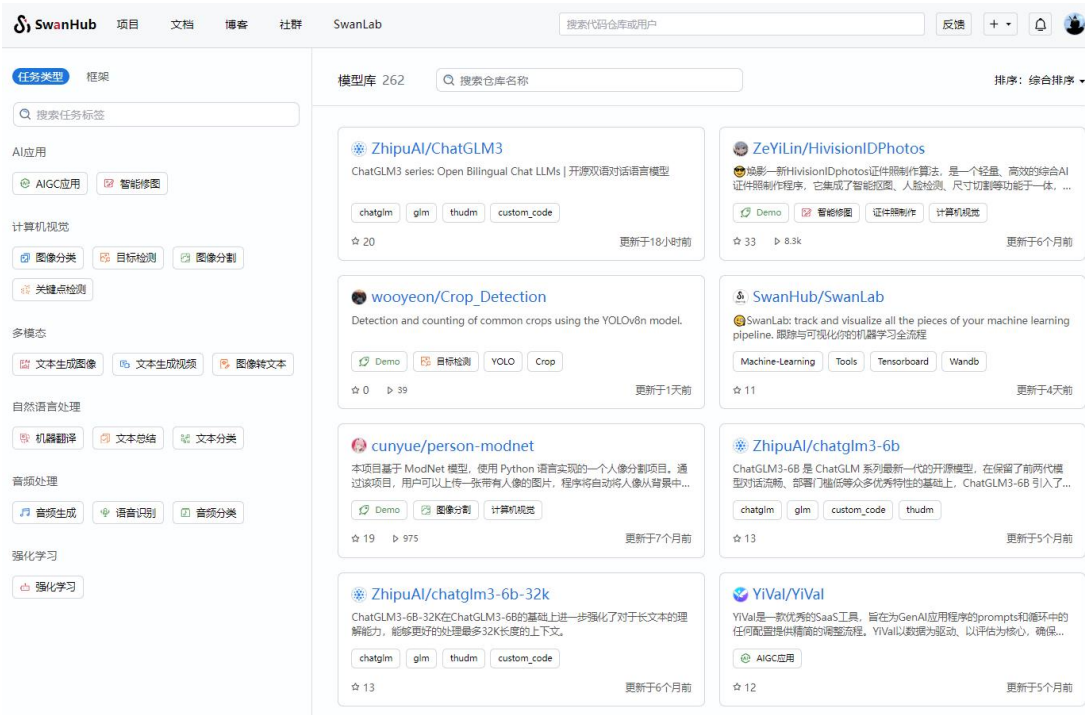 SwanHub 项目 文档 博客 社群 SwanLab 搜索代码仓库或用户 反馈 +
任务类型 框架
搜索任务标签
AI应用
AIGC应用 智能修图
计算机视觉
图像分类 目标检测 图像分割
关键点检测
多模态
文本生成图像 文本生成视频 图像转文本
自然语言处理
机器翻译 文本总结 文本分类
音频处理
音频生成 语音识别 音频分类
强化学习
强化学习
模型库 262 搜索仓库名称 排序：综合排序
ZhipuAI/ChatGLM3
ChatGLM3 series: Open Bilingual Chat LLMs | 开源双语对话语言模型
chatglm glm thudm custom_code
20 更新于18小时前
ZeYiLin/HivisionIDPhotos
😎焕影一新HivisionIDphotos证件照制作算法，是一个轻量、高效的综合AI
证件照制作程序，它集成了智能抠图、人脸检测、尺寸切割等功能于一体，...
Demo 智能修图 证件照制作 计算机视觉
33 8.3k 更新于6个月前
wooyeon/Crop_Detection
Detection and counting of common crops using the YOLOv8n model.
Demo 目标检测 YOLO Crop
0 39 更新于1天前
SwanHub/SwanLab
SwanLab: track and visualize all the pieces of your machine learning
pipeline. 跟踪与可视化你的机器学习全流程
Machine-Learning Tools Tensorboard Wandb
11 更新于4天前
cunyue/person-modnet
本项目基于 ModNet 模型，使用 Python 语言实现的一个人像分割项目。通
过该项目，用户可以上传一张带有人像的图片，程序将自动将人像从背景中...
Demo 图像分割 计算机视觉
19 975 更新于7个月前
ZhipuAI/chatglm3-6b
ChatGLM3-6B 是 ChatGLM 系列最新一代的开源模型，在保留了前两代模
型对话流畅、部署门槛低等众多优秀特性的基础上，ChatGLM3-6B 引入了...
chatglm glm custom_code thudm
13 更新于5个月前
ZhipuAI/chatglm3-6b-32k
ChatGLM3-6B-32K在ChatGLM3-6B的基础上进一步强化了对于长文本的理
解能力，能够更好的处理最多32K长度的上下文。
chatglm glm thudm custom_code
13 更新于6个月前
YiVal/YiVal
YiVal是一款优秀的SaaS工具，旨在为GenAI应用程序的prompts和循环中的
任何配置提供精简的调整流程。YiVal以数据为驱动、以评估为核心，确保...
AIGC应用
12 更新于5个月前